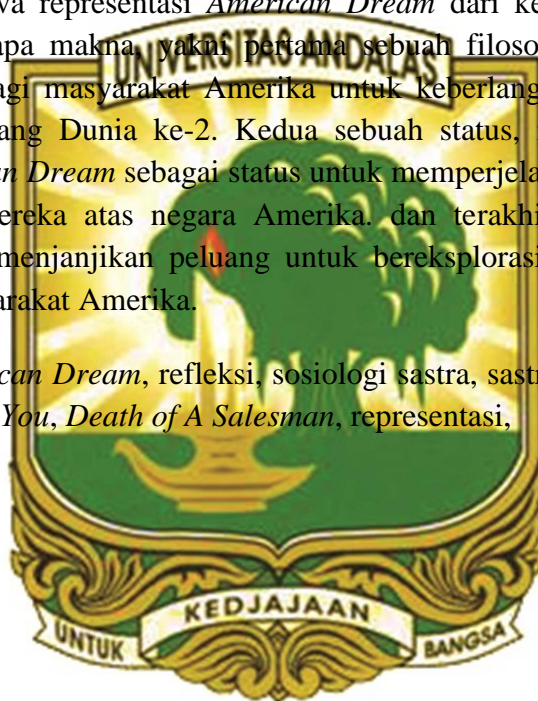 va representasi American Dream dari ke
apa makna, yakni pertama sebuah filosof
UNIVERSITAS ANDALAS
agi masyarakat Amerika untuk keberlang
ang Dunia ke-2. Kedua sebuah status,
an Dream sebagai status untuk memperjela
ereka atas negara Amerika. dan terakhi
menjanjikan peluang untuk bereksplorasi
arakat Amerika.
can Dream, refleksi, sosiologi sastra, sastr
You, Death of A Salesman, representasi,
KEDJAJAAN
UNTUK BANGSA